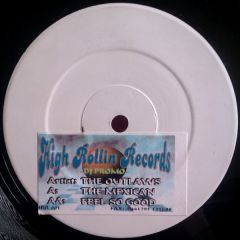 High Rollin Records
DJ PROMO
Artist: THE OUTLAWS
A: THE MEXICAN
AA: FEEL SO GOOD